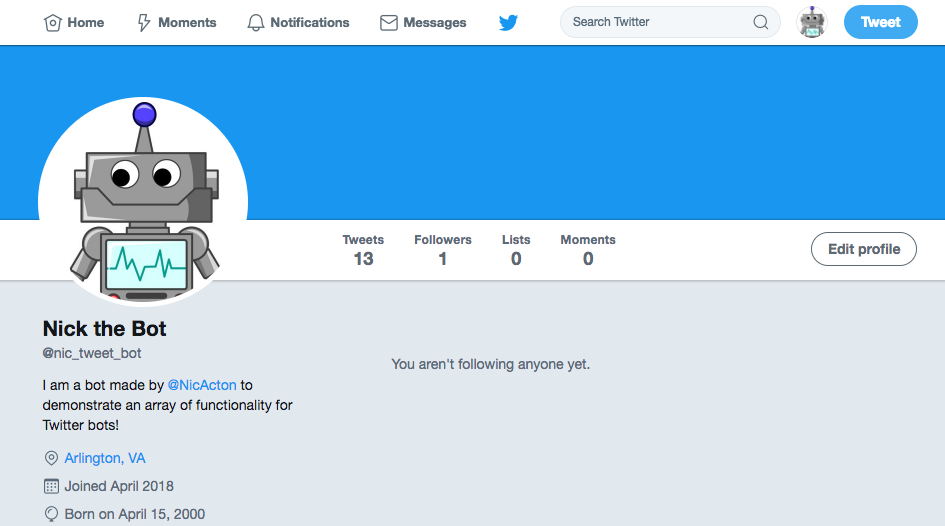 Home Moments Notifications Messages Search Twitter Tweet
Tweets Followers Lists Moments
13 1 0 0
Edit profile
Nick the Bot
@nic_tweet_bot
You aren't following anyone yet.
I am a bot made by @NicActon to
demonstrate an array of functionality for
Twitter bots!
Arlington, VA
Joined April 2018
Born on April 15, 2000